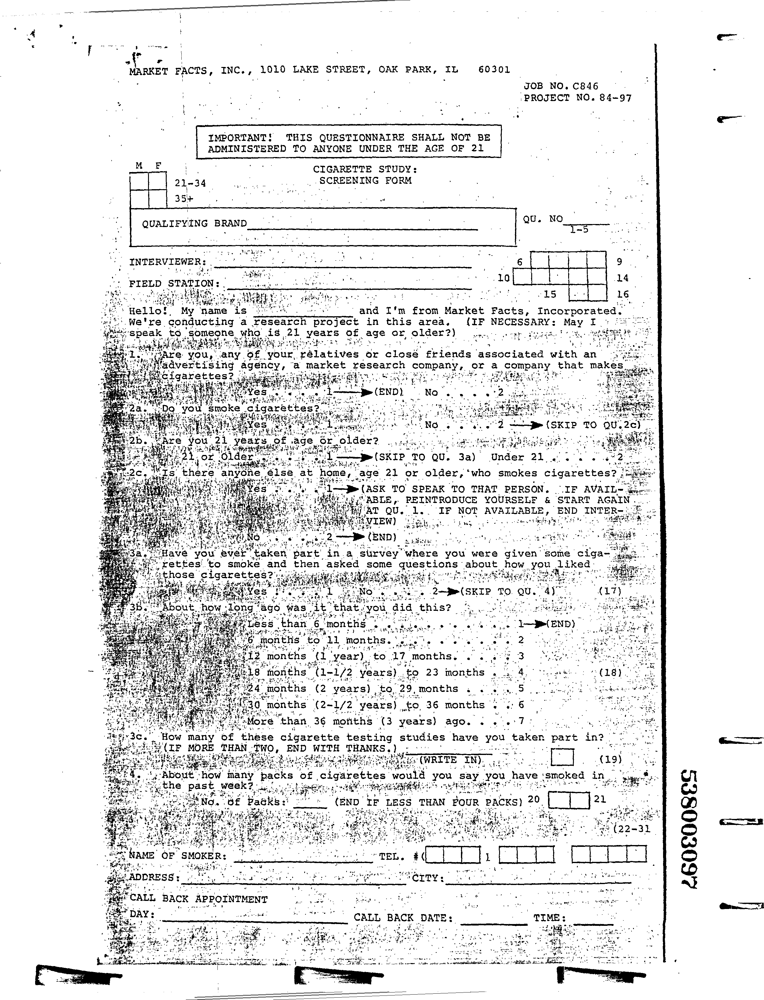 MARKET FACTS, INC., 1010 LAKE STREET, OAK PARK, IL 60301
JOB NO. C846
PROJECT NO. 84-97
IMPORTANT! THIS QUESTIONNAIRE SHALL NOT BE
ADMINISTERED TO ANYONE UNDER THE AGE OF 21
M F
21-34
35+
CIGARETTE STUDY:
SCREENING FORM
QUALIFYING BRAND
QU. NO
1-5
INTERVIEWER:
6 9
FIELD STATION:
10 14
15 16
Hello! My name is and I'm from Market Facts, Incorporated.
We're conducting a research project in this area. (IF NECESSARY: May I
speak to someone who is 21 years of age or older?)
1. Are you, any of your relatives or close friends associated with an
advertising agency, a market research company, or a company that makes
cigarettes?
Yes . . . . 1 (END) No . . . . . 2
2a. Do you smoke cigarettes?
Yes 1 No . . . . . 2 (SKIP TO QU.2c)
2b. Are you 21 years of age or older?
21 or older 1 (SKIP TO QU. 3a) Under 21 . . . . . 2
2c. Is there anyone else at home, age 21 or older, who smokes cigarettes?
Yes . . . . 1 (ASK TO SPEAK TO THAT PERSON. IF AVAIL-
ABLE, REINTRODUCE YOURSELF & START AGAIN
AT QU. 1. IF NOT AVAILABLE, END INTER-
VIEW)
No . . . . 2 (END)
3a. Have you ever taken part in a survey where you were given some ciga-
rettes to smoke and then asked some questions about how you liked
those cigarettes?
Yes . . . . 1 No . . . . 2 (SKIP TO QU. 4) (17)
3b. About how long ago was it that you did this?
Less than 6 months . . . . . . . . . . 1 (END)
6 months to 11 months. . . . . . . . . 2
12 months (1 year) to 17 months. . . . . 3
18 months (1-1/2 years) to 23 months . . 4 (18)
24 months (2 years) to 29 months . . . . 5
30 months (2-1/2 years) to 36 months . . 6
More than 36 months (3 years) ago. . . . 7
3c. How many of these cigarette testing studies have you taken part in?
(IF MORE THAN TWO, END WITH THANKS.)
(WRITE IN) (19)
4. About how many packs of cigarettes would you say you have smoked in
the past week?
No. of Packs: (END IF LESS THAN FOUR PACKS) 20 21
(22-31
NAME OF SMOKER: TEL. #( ) 1
ADDRESS: CITY:
CALL BACK APPOINTMENT
DAY: CALL BACK DATE: TIME:
538003097